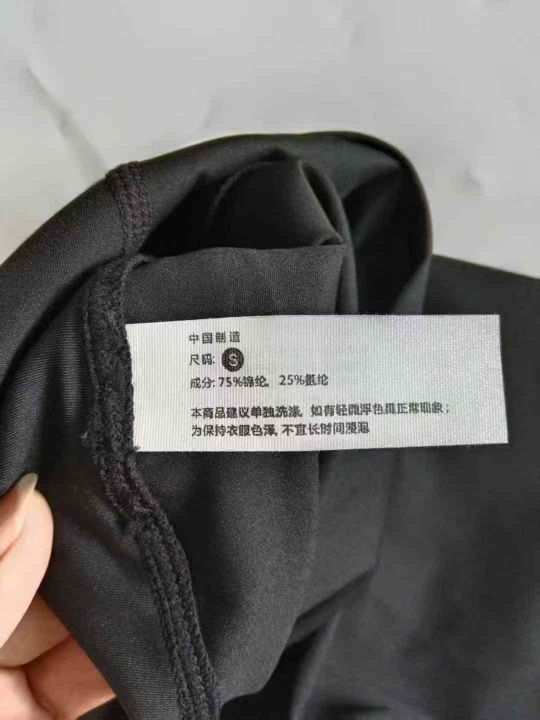 中国制造
尺码: S
成分: 75%锦纶, 25%氨纶
本商品建议单独洗涤, 如有轻微浮色属正常现象;
为保持衣服色泽, 不宜长时间浸泡